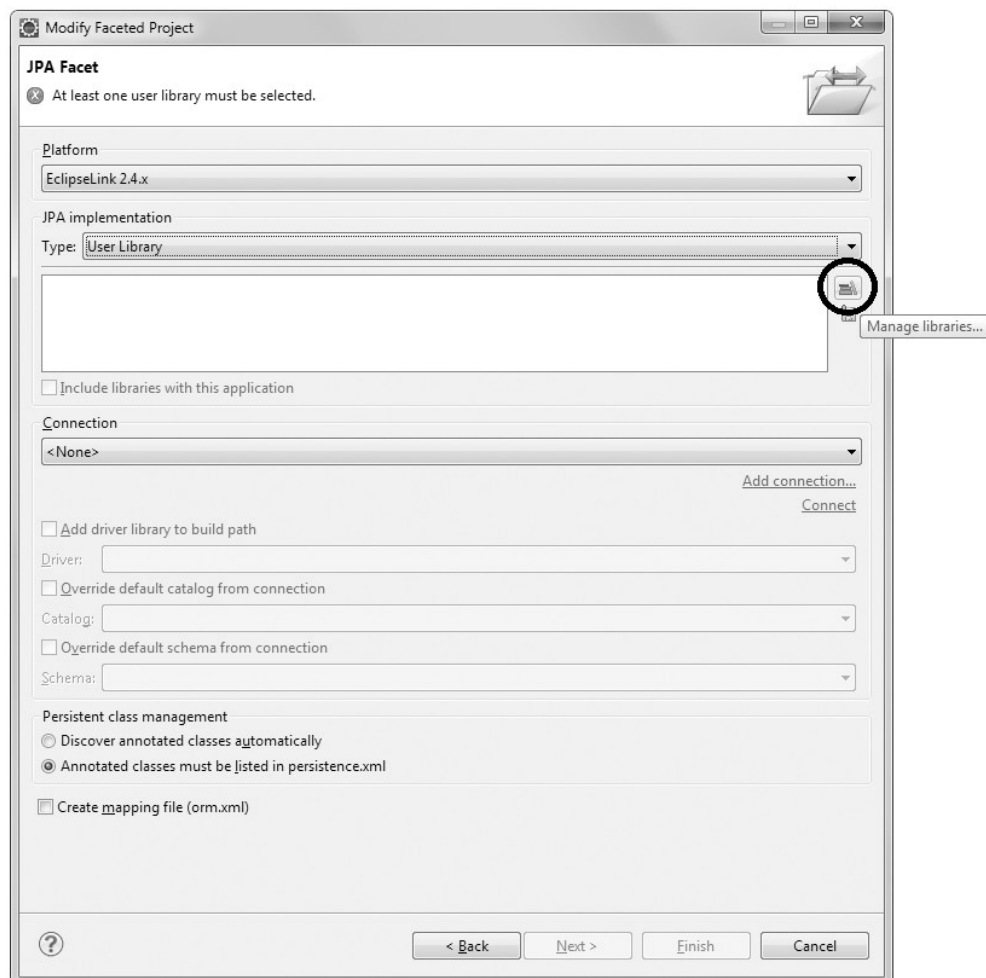 Modify Faceted Project
JPA Facet
At least one user library must be selected.
Platform
EclipseLink 2.4.x
JPA implementation
Type: User Library
Manage libraries...
Include libraries with this application
Connection
<None>
Add connection...
Connect
Add driver library to build path
Driver:
Override default catalog from connection
Catalog:
Override default schema from connection
Schema:
Persistent class management
Discover annotated classes automatically
Annotated classes must be listed in persistence.xml
Create mapping file (orm.xml)
< Back Next > Finish Cancel